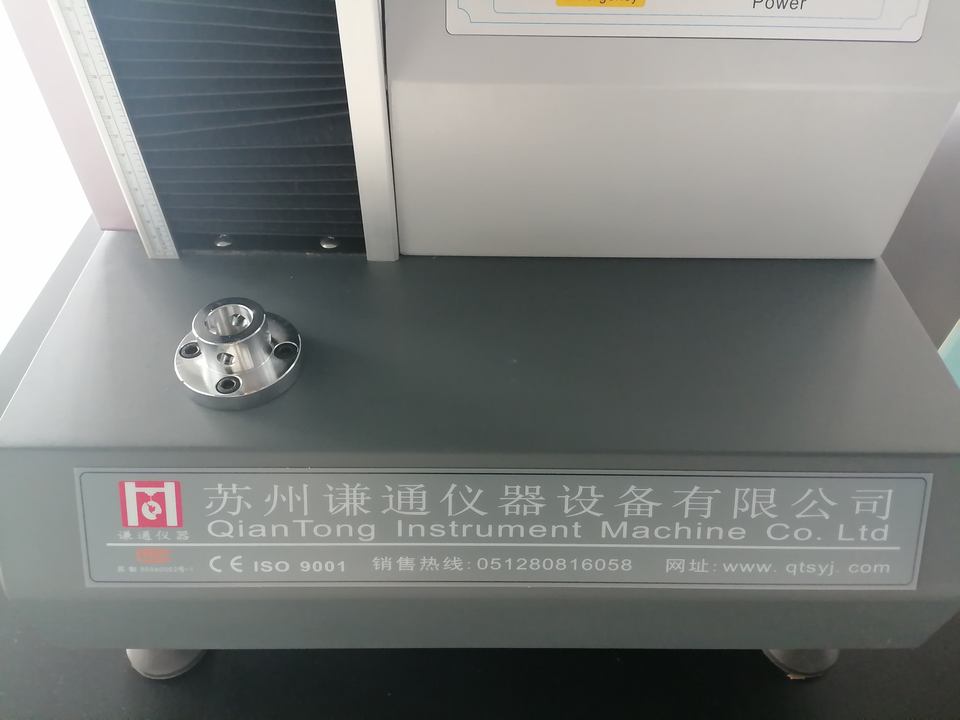 Power
苏州谦通仪器设备有限公司
QianTong Instrument Machine Co. Ltd
谦通仪器
CE ISO 9001 销售热线:051280816058 网址:www.qtsyj.com